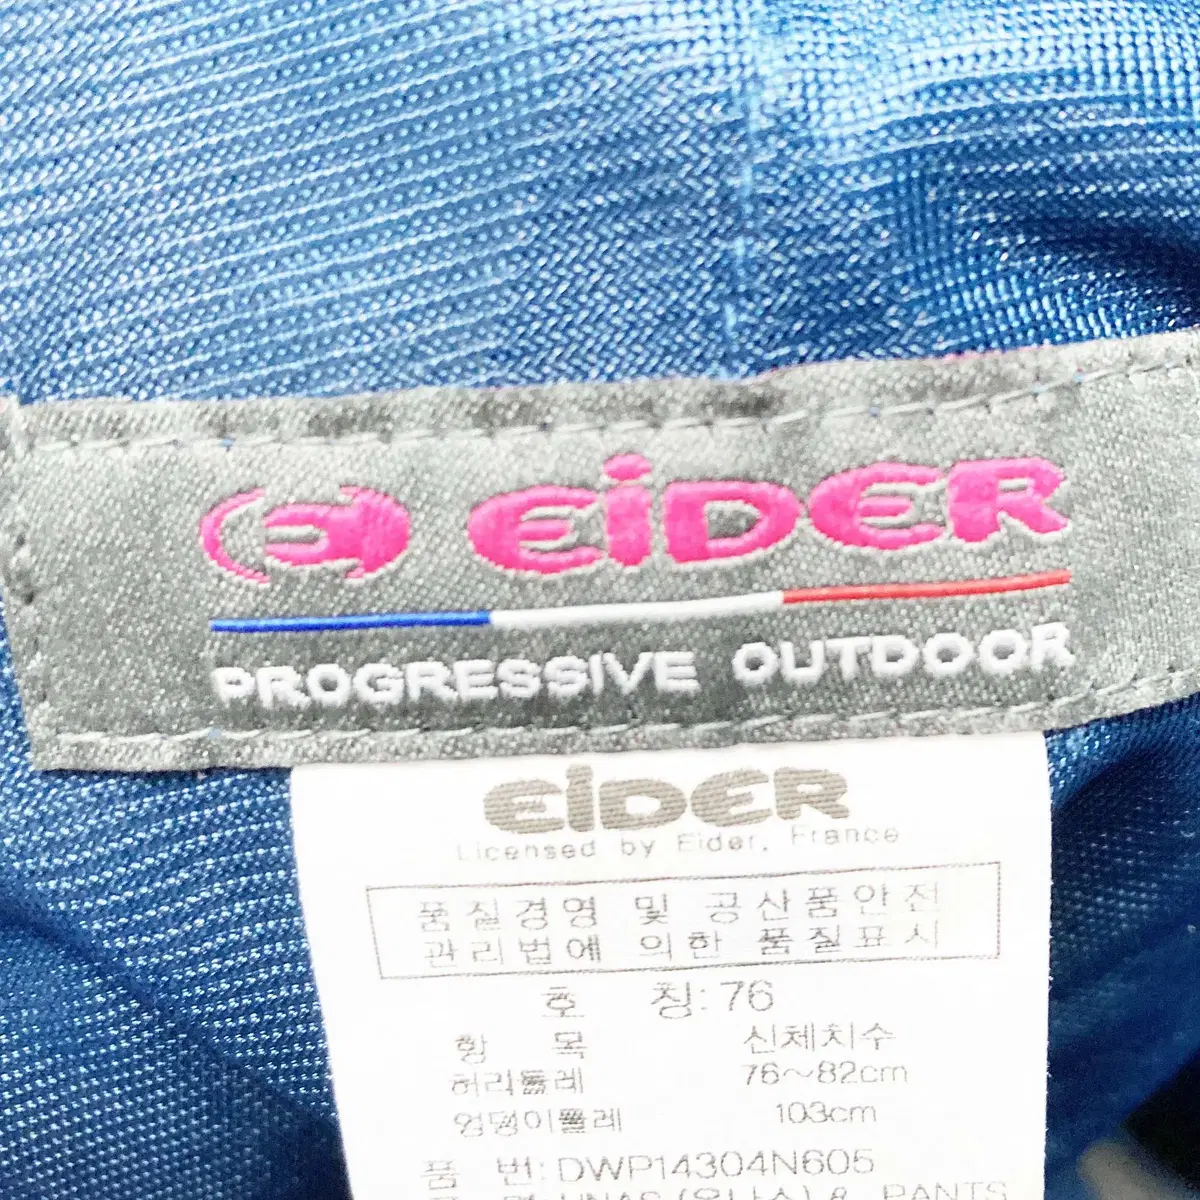 EiDER
PROGRESSIVE OUTDOOR
EiDER
Licensed by Eider, France
품질경영 및 공산품안전
관리법에 의한 품질표시
호 칭: 76
항 목 신체치수
허리둘레 76~82cm
엉덩이둘레 103cm
품 번: DWP14304N605
PANTS